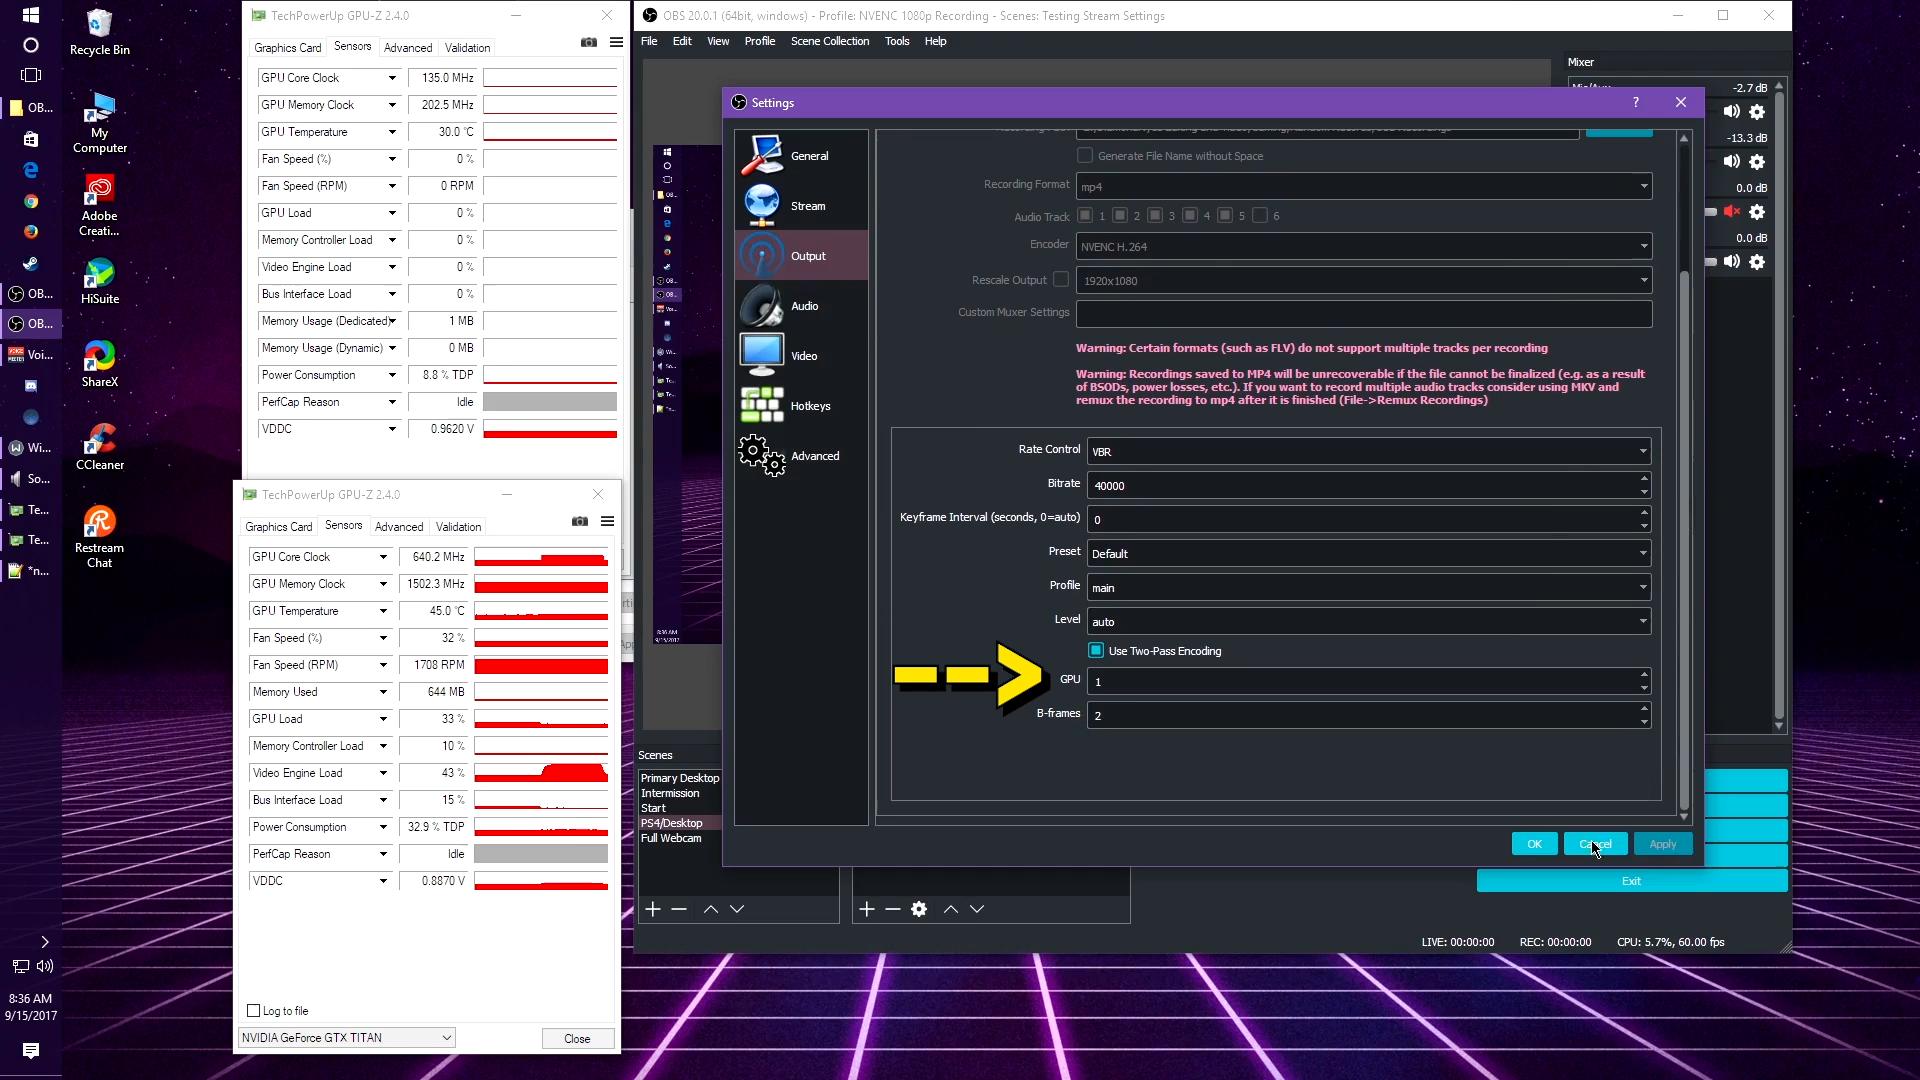 Recycle Bin
My Computer
Adobe Creati...
HiSuite
ShareX
CCleaner
Restream Chat
OB...
OB...
OB...
Voi...
Wi...
So...
Te...
Te...
*n...
8:36 AM
9/15/2017
TechPowerUp GPU-Z 2.4.0
Graphics Card Sensors Advanced Validation
GPU Core Clock 135.0 MHz
GPU Memory Clock 202.5 MHz
GPU Temperature 30.0 °C
Fan Speed (%) 0 %
Fan Speed (RPM) 0 RPM
GPU Load 0 %
Memory Controller Load 0 %
Video Engine Load 0 %
Bus Interface Load 0 %
Memory Usage (Dedicated) 1 MB
Memory Usage (Dynamic) 0 MB
Power Consumption 8.8 % TDP
PerfCap Reason Idle
VDDC 0.9620 V
TechPowerUp GPU-Z 2.4.0
Graphics Card Sensors Advanced Validation
GPU Core Clock 640.2 MHz
GPU Memory Clock 1502.3 MHz
GPU Temperature 45.0 °C
Fan Speed (%) 32 %
Fan Speed (RPM) 1708 RPM
Memory Used 644 MB
GPU Load 33 %
Memory Controller Load 10 %
Video Engine Load 43 %
Bus Interface Load 15 %
Power Consumption 32.9 % TDP
PerfCap Reason Idle
VDDC 0.8870 V
Log to file
NVIDIA GeForce GTX TITAN Close
OBS 20.0.1 (64bit, windows) - Profile: NVENC 1080p Recording - Scenes: Testing Stream Settings
File Edit View Profile Scene Collection Tools Help
Mixer
-2.7 dB
-13.3 dB
0.0 dB
0.0 dB
Settings ?
General
Stream
Output
Audio
Video
Hotkeys
Advanced
Generate File Name without Space
Recording Format mp4
Audio Track 1 2 3 4 5 6
Encoder NVENC H.264
Rescale Output 1920x1080
Custom Muxer Settings
Warning: Certain formats (such as FLV) do not support multiple tracks per recording
Warning: Recordings saved to MP4 will be unrecoverable if the file cannot be finalized (e.g. as a result
of BSODs, power losses, etc.). If you want to record multiple audio tracks consider using MKV and
remux the recording to mp4 after it is finished (File->Remux Recordings)
Rate Control VBR
Bitrate 40000
Keyframe Interval (seconds, 0=auto) 0
Preset Default
Profile main
Level auto
Use Two-Pass Encoding
GPU 1
B-frames 2
OK Cancel Apply
Scenes
Primary Desktop
Intermission
Start
PS4/Desktop
Full Webcam
Exit
LIVE: 00:00:00 REC: 00:00:00 CPU: 5.7%, 60.00 fps